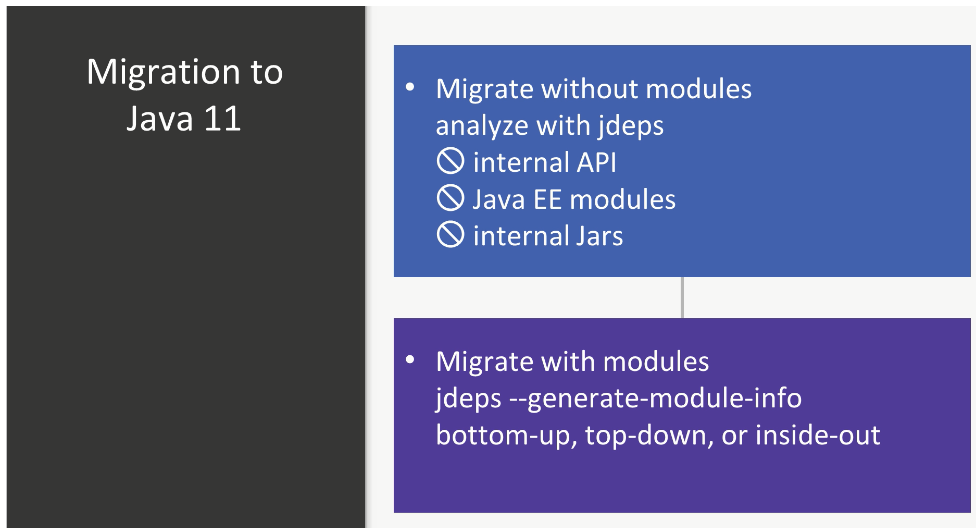 Migration to
Java 11
• Migrate without modules
analyze with jdeps
🚫 internal API
🚫 Java EE modules
🚫 internal Jars
• Migrate with modules
jdeps --generate-module-info
bottom-up, top-down, or inside-out